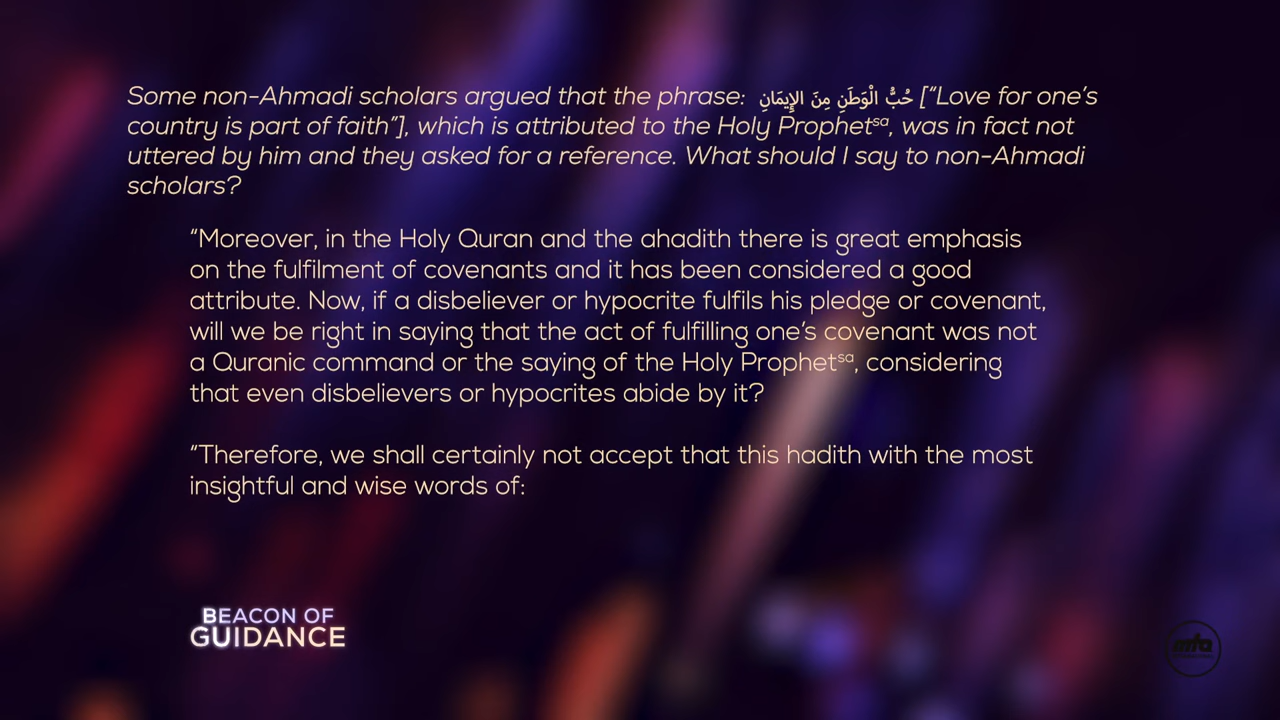 Some non-Ahmadi scholars argued that the phrase: حُبُّ الْوَطَنِ مِنَ الإِيمَانِ [“Love for one’s
country is part of faith”], which is attributed to the Holy Prophetˢᵃ, was in fact not
uttered by him and they asked for a reference. What should I say to non-Ahmadi
scholars?
“Moreover, in the Holy Quran and the ahadith there is great emphasis
on the fulfilment of covenants and it has been considered a good
attribute. Now, if a disbeliever or hypocrite fulfils his pledge or covenant,
will we be right in saying that the act of fulfilling one’s covenant was not
a Quranic command or the saying of the Holy Prophetˢᵃ, considering
that even disbelievers or hypocrites abide by it?
“Therefore, we shall certainly not accept that this hadith with the most
insightful and wise words of:
BEACON OF
GUIDANCE
mta